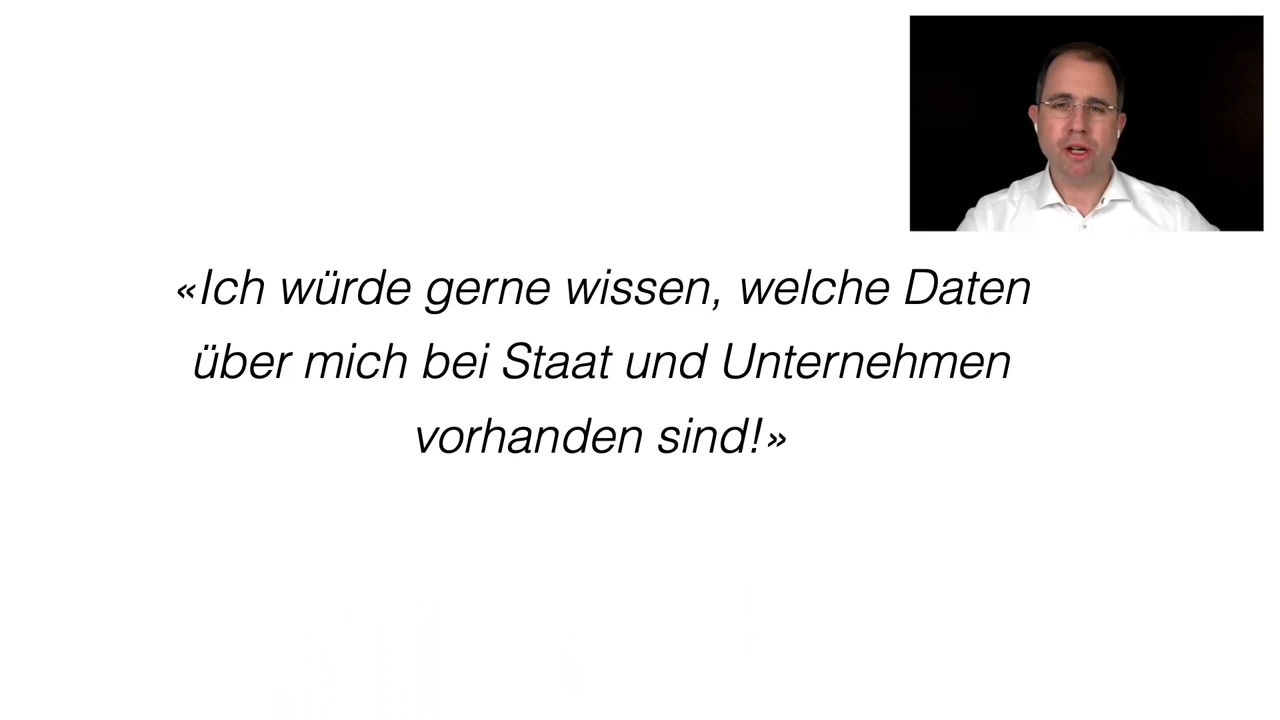 «Ich würde gerne wissen, welche Daten
über mich bei Staat und Unternehmen
vorhanden sind!»